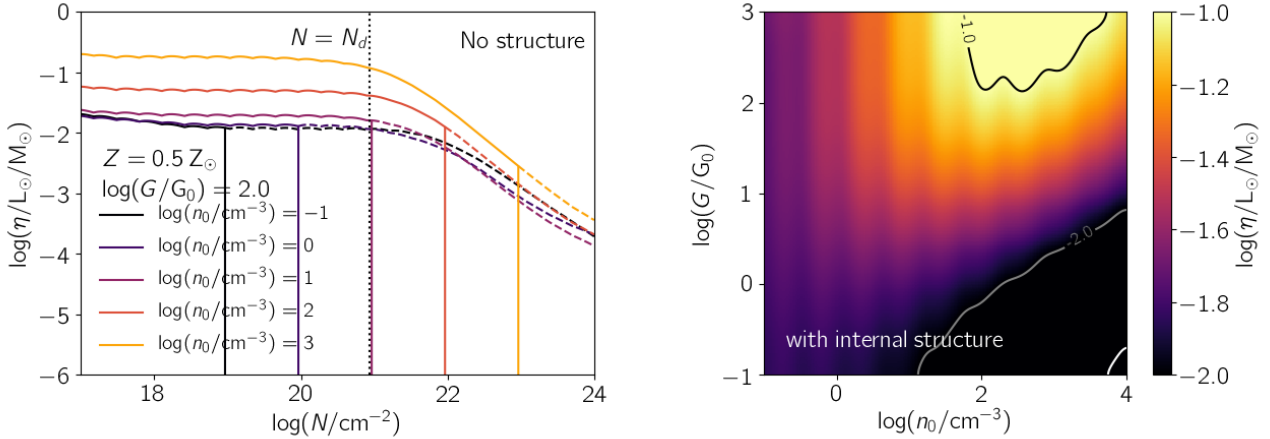 0
−1
−2
−3
−4
−5
−6
log(η/L⊙/M⊙)
N = N_d
No structure
Z = 0.5 Z⊙
log(G/G₀) = 2.0
log(n₀/cm⁻³) = −1
log(n₀/cm⁻³) = 0
log(n₀/cm⁻³) = 1
log(n₀/cm⁻³) = 2
log(n₀/cm⁻³) = 3
18 20 22 24
log(N/cm⁻²)
3
2
1
0
−1
log(G/G₀)
-1.0
-2.0
with internal structure
0 2 4
log(n₀/cm⁻³)
−1.0
−1.2
−1.4
−1.6
−1.8
−2.0
log(η/L⊙/M⊙)